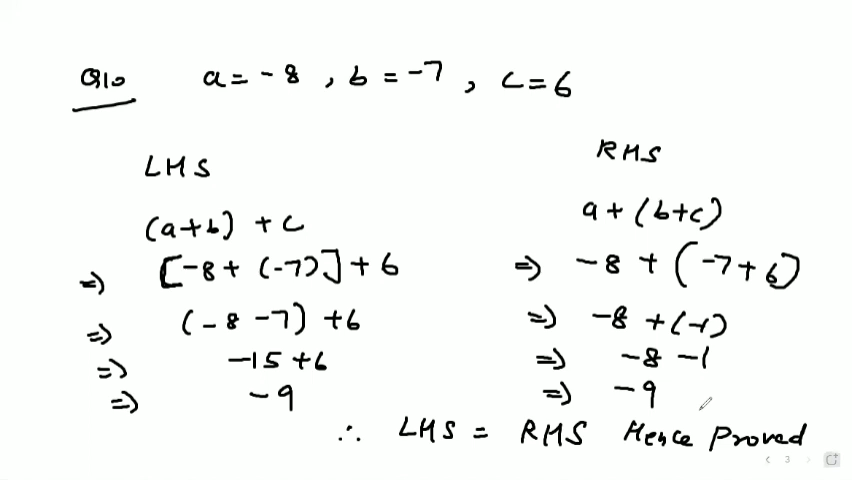 Q10 a = -8 , b = -7 , c = 6
LHS
(a+b) + c
=> [-8 + (-7)] + 6
=> (-8 -7) + 6
=> -15 + 6
=> -9
RHS
a + (b+c)
=> -8 + (-7+6)
=> -8 + (-1)
=> -8 -1
=> -9
∴ LHS = RHS Hence Proved
< 3 >